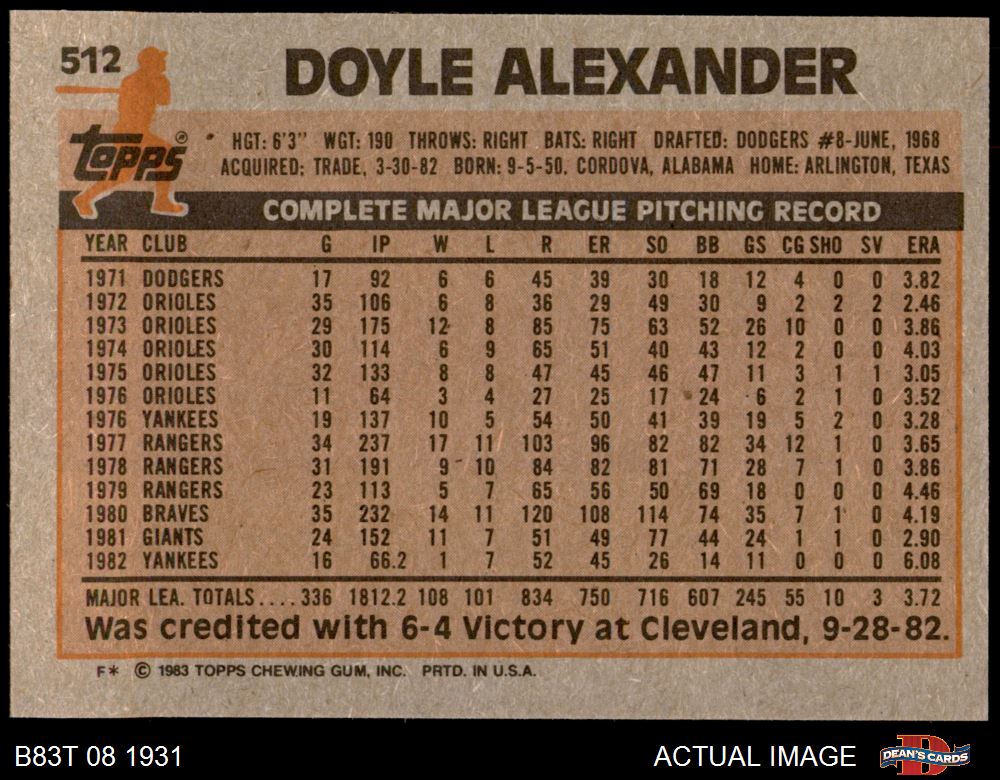 512 DOYLE ALEXANDER
Topps®
HGT: 6'3" WGT: 190 THROWS: RIGHT BATS: RIGHT DRAFTED: DODGERS #8-JUNE, 1968
ACQUIRED: TRADE, 3-30-82 BORN: 9-5-50, CORDOVA, ALABAMA HOME: ARLINGTON, TEXAS
COMPLETE MAJOR LEAGUE PITCHING RECORD
YEAR CLUB G IP W L R ER SO BB GS CG SHO SV ERA
1971 DODGERS 17 92 6 6 45 39 30 18 12 4 0 0 3.82
1972 ORIOLES 35 106 6 8 36 29 49 30 9 2 2 2 2.46
1973 ORIOLES 29 175 12 8 85 75 63 52 26 10 0 0 3.86
1974 ORIOLES 30 114 6 9 65 51 40 43 12 2 0 0 4.03
1975 ORIOLES 32 133 8 8 47 45 46 47 11 3 1 1 3.05
1976 ORIOLES 11 64 3 4 27 25 17 24 6 2 1 0 3.52
1976 YANKEES 19 137 10 5 54 50 41 39 19 5 2 0 3.28
1977 RANGERS 34 237 17 11 103 96 82 82 34 12 1 0 3.65
1978 RANGERS 31 191 9 10 84 82 81 71 28 7 1 0 3.86
1979 RANGERS 23 113 5 7 65 56 50 69 18 0 0 0 4.46
1980 BRAVES 35 232 14 11 120 108 114 74 35 7 1 0 4.19
1981 GIANTS 24 152 11 7 51 49 77 44 24 1 1 0 2.90
1982 YANKEES 16 66.2 1 7 52 45 26 14 11 0 0 0 6.08
MAJOR LEA. TOTALS.... 336 1812.2 108 101 834 750 716 607 245 55 10 3 3.72
Was credited with 6-4 Victory at Cleveland, 9-28-82.
F* © 1983 TOPPS CHEWING GUM, INC. PRTD. IN U.S.A.
B83T 08 1931 ACTUAL IMAGE D DEAN'S CARDS